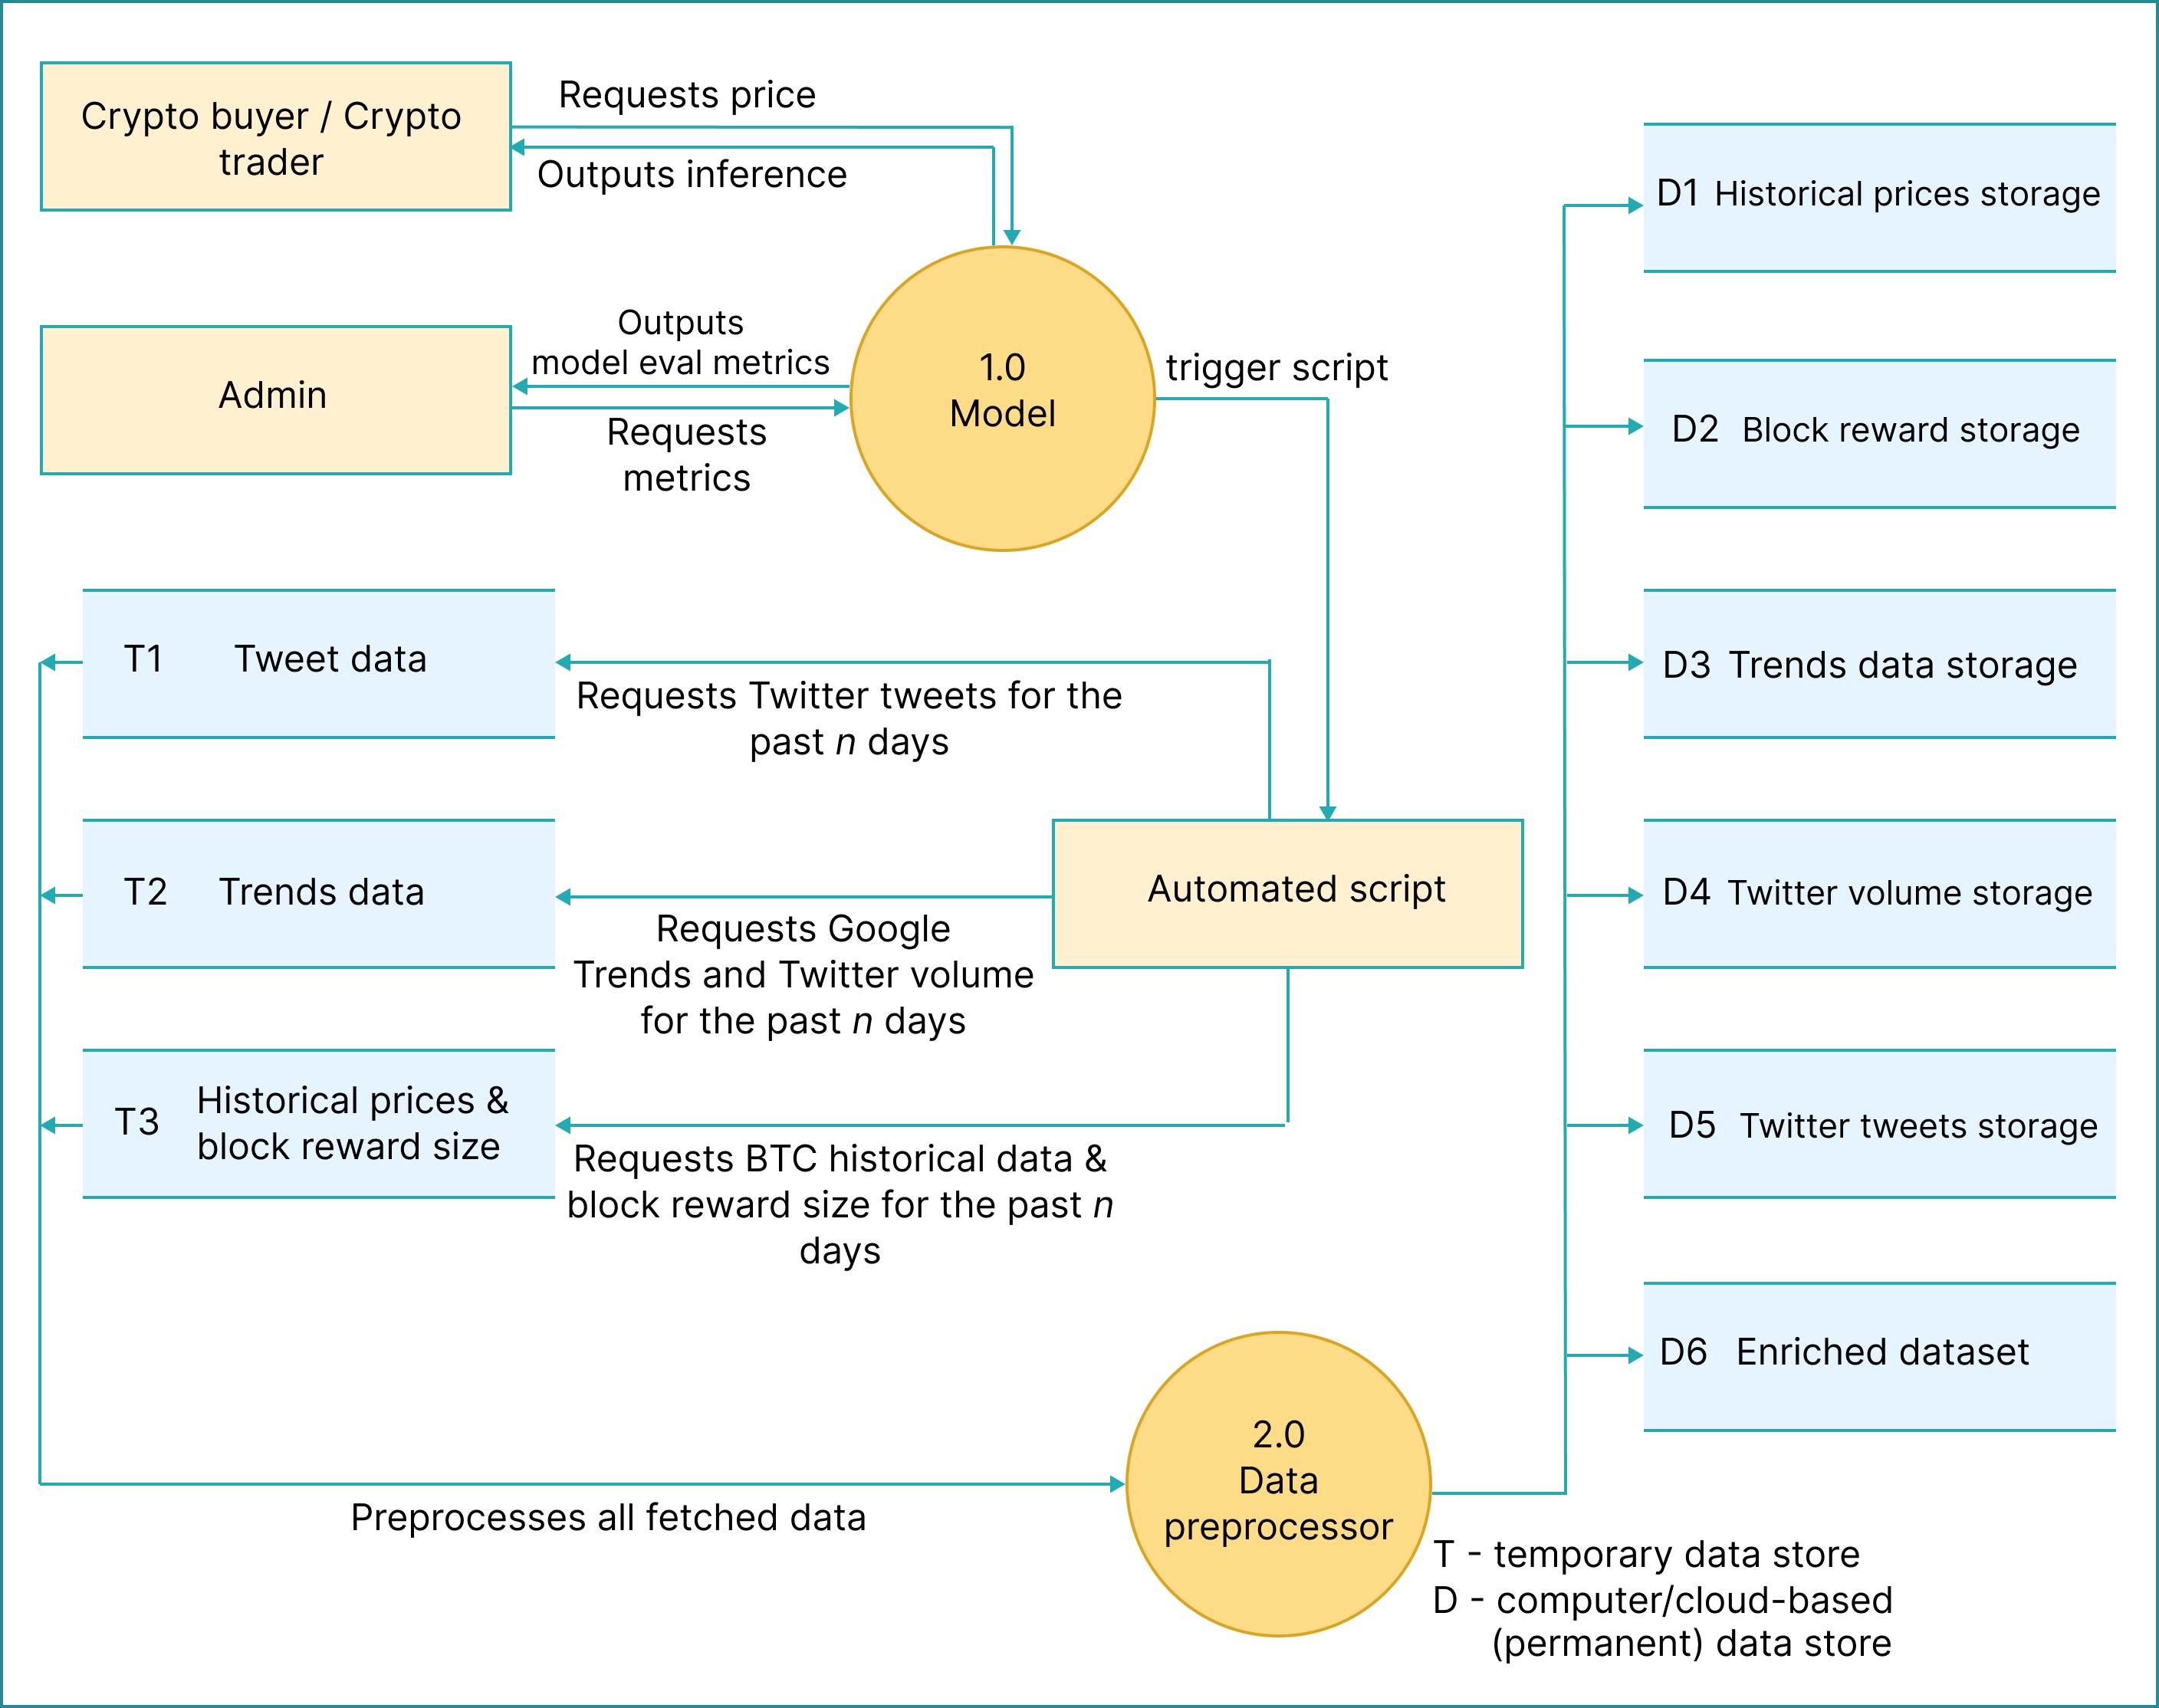 Crypto buyer / Crypto
trader
Requests price
Outputs inference
Admin
Outputs
model eval metrics
Requests
metrics
1.0
Model
trigger script
T1 Tweet data
Requests Twitter tweets for the
past n days
T2 Trends data
Requests Google
Trends and Twitter volume
for the past n days
Automated script
T3 Historical prices &
block reward size
Requests BTC historical data &
block reward size for the past n
days
Preprocesses all fetched data
2.0
Data
preprocessor
D1 Historical prices storage
D2 Block reward storage
D3 Trends data storage
D4 Twitter volume storage
D5 Twitter tweets storage
D6 Enriched dataset
T - temporary data store
D - computer/cloud-based
(permanent) data store